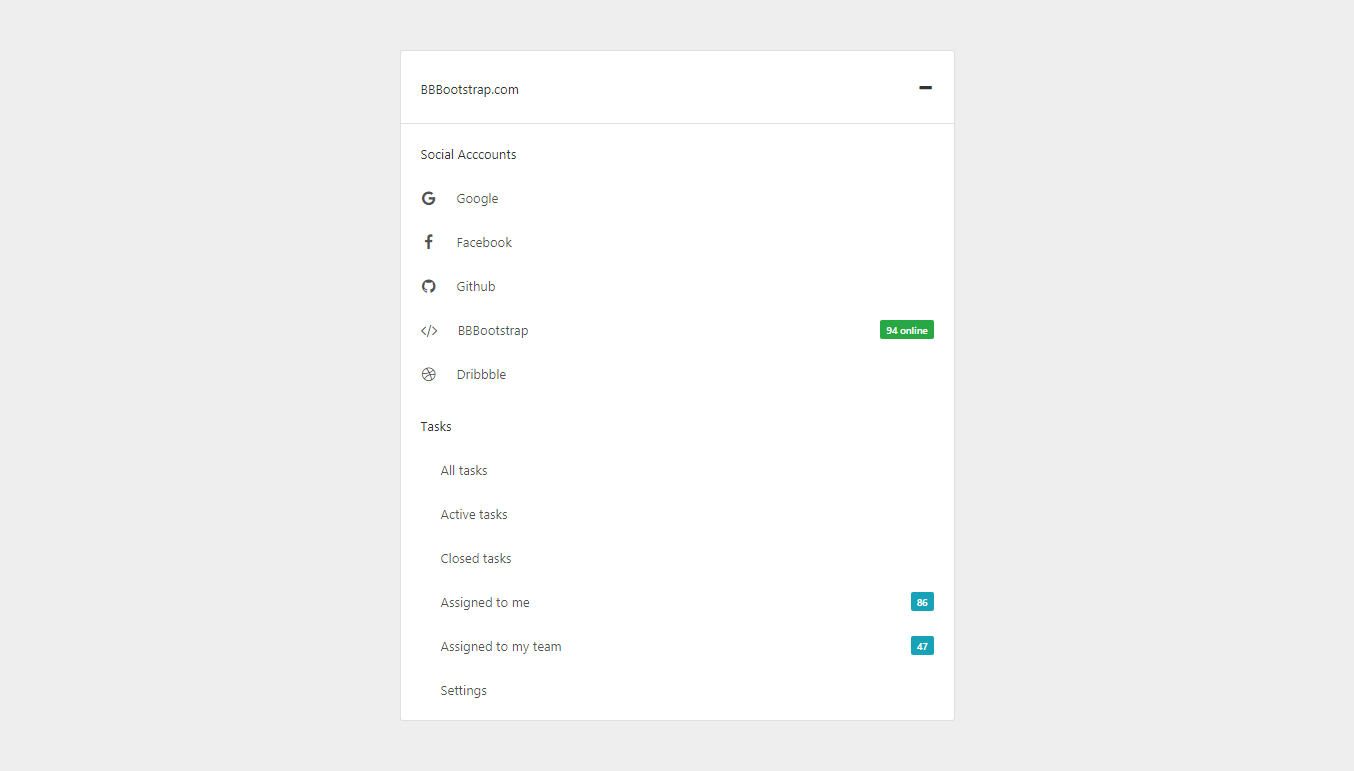 BBBootstrap.com
Social Acccounts
Google
Facebook
Github
BBBootstrap 94 online
Dribbble
Tasks
All tasks
Active tasks
Closed tasks
Assigned to me 86
Assigned to my team 47
Settings